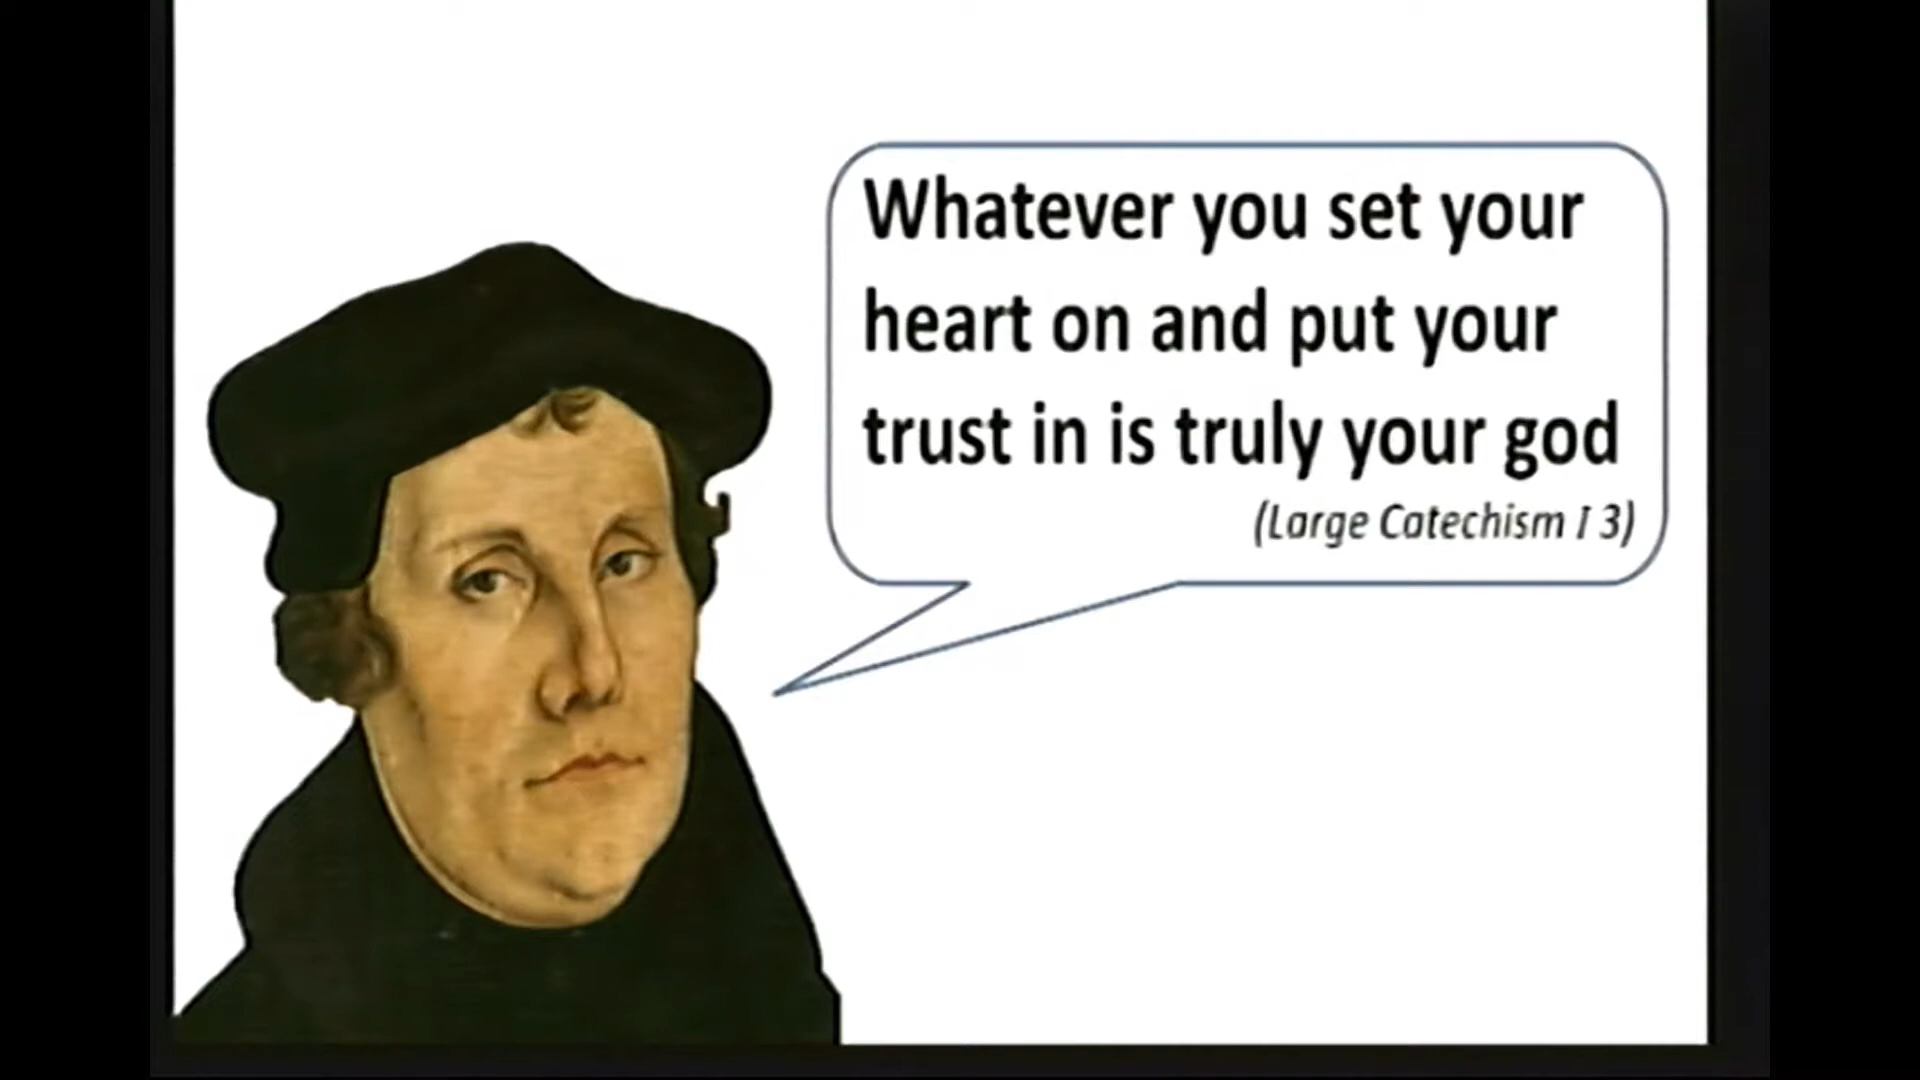 Whatever you set your
heart on and put your
trust in is truly your god
(Large Catechism I 3)